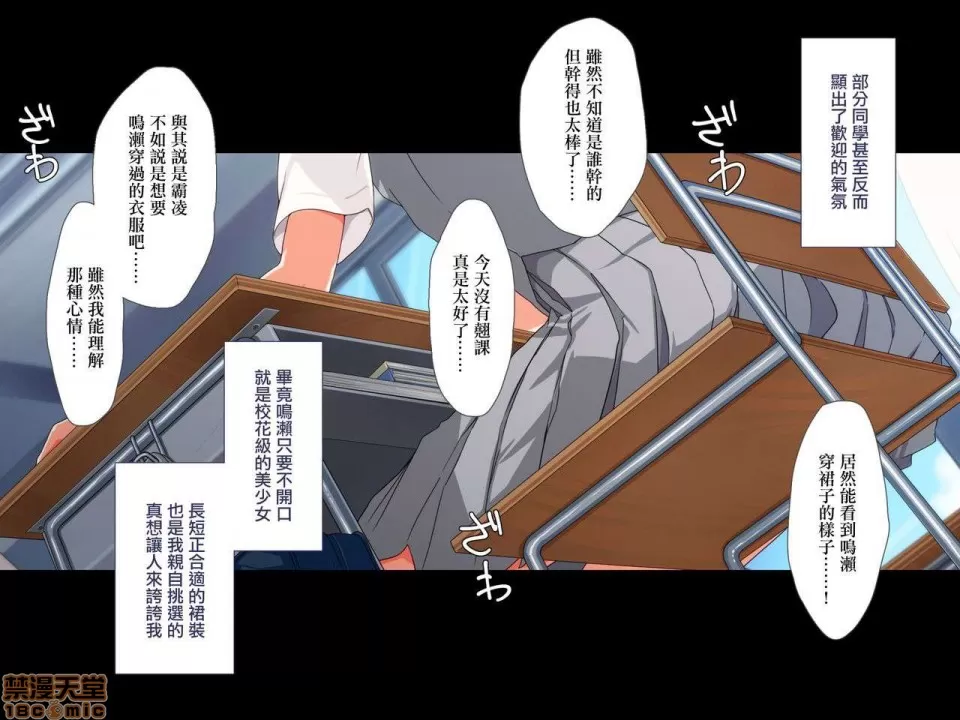 部分同學甚至反而
顯出了歡迎的氣氛
雖然不知道是誰幹的
但幹得也太棒了……
ざわ
與其說是霸凌
不如說是想要
鳴瀨穿過的衣服吧……
雖然我能理解
那種心情……
ざわ
今天沒有翹課
真是太好了……
畢竟鳴瀨只要不開口
就是校花級的美少女
長短正合適的裙裝
也是我親自挑選的
真想讓人來誇誇我
居然能看到鳴瀨
穿裙子的樣子……!
ざわ
禁漫天堂
18comic